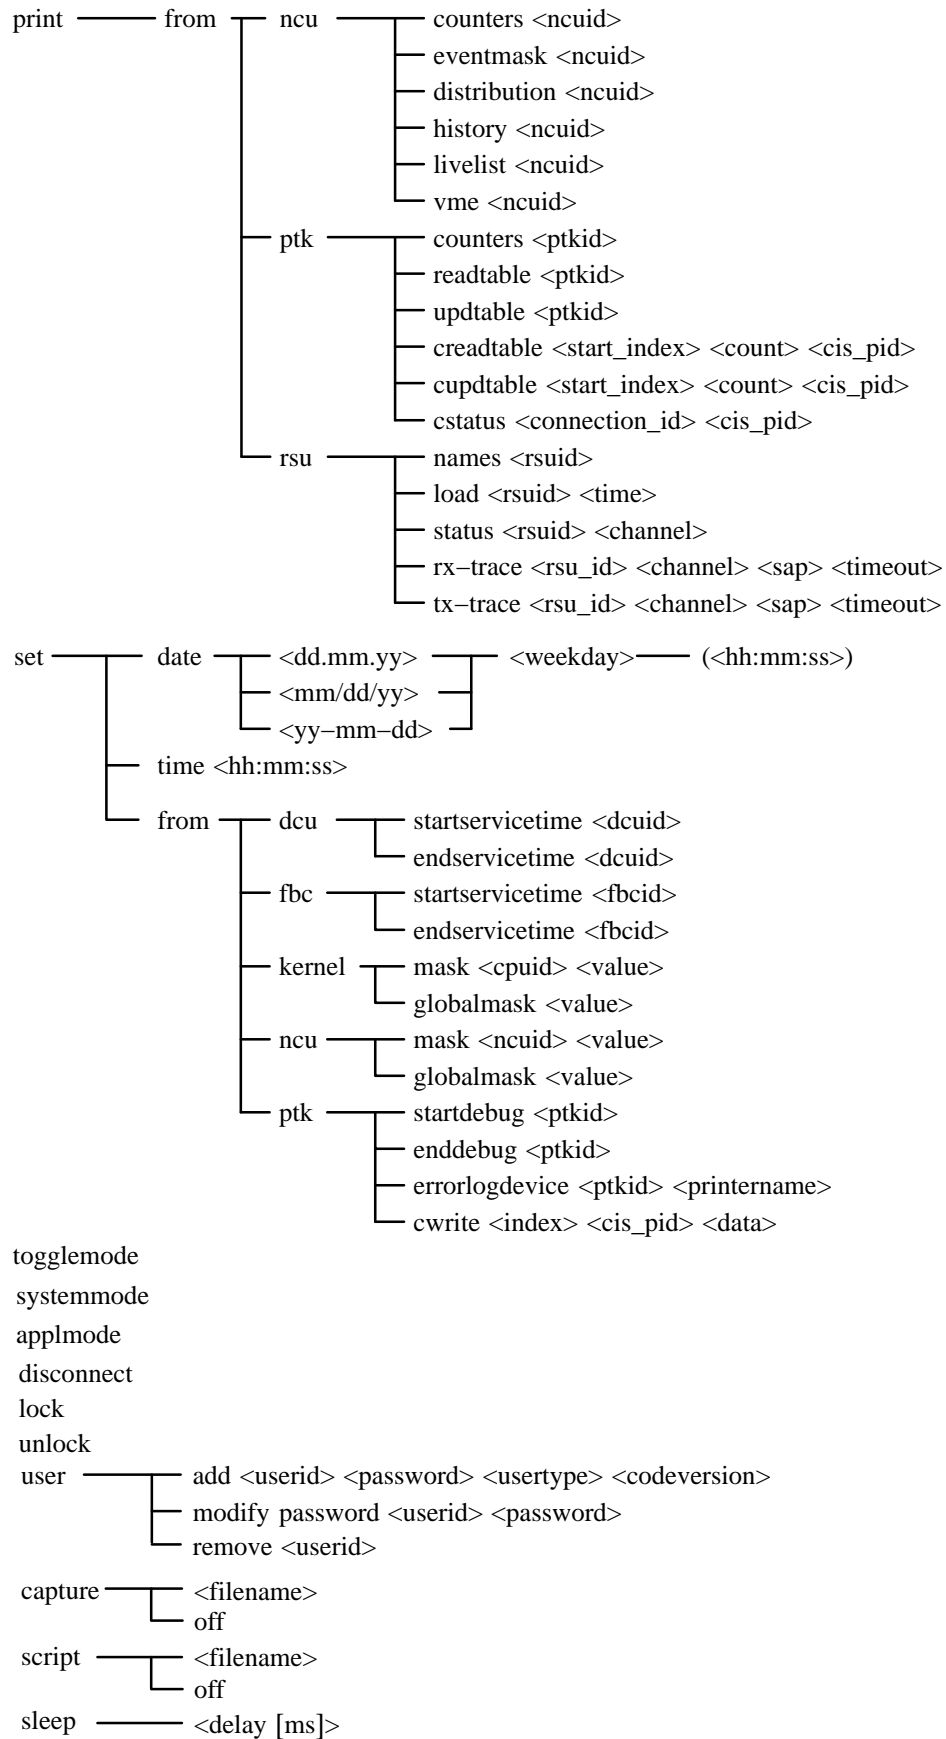 print from ncu counters <ncuid>
eventmask <ncuid>
distribution <ncuid>
history <ncuid>
livelist <ncuid>
vme <ncuid>
ptk counters <ptkid>
readtable <ptkid>
updtable <ptkid>
creadtable <start_index> <count> <cis_pid>
cupdtable <start_index> <count> <cis_pid>
cstatus <connection_id> <cis_pid>
rsu names <rsuid>
load <rsuid> <time>
status <rsuid> <channel>
rx−trace <rsu_id> <channel> <sap> <timeout>
tx−trace <rsu_id> <channel> <sap> <timeout>
set date <dd.mm.yy> <weekday> (<hh:mm:ss>)
<mm/dd/yy>
<yy−mm−dd>
time <hh:mm:ss>
from dcu startservicetime <dcuid>
endservicetime <dcuid>
fbc startservicetime <fbcid>
endservicetime <fbcid>
kernel mask <cpuid> <value>
globalmask <value>
ncu mask <ncuid> <value>
globalmask <value>
ptk startdebug <ptkid>
enddebug <ptkid>
errorlogdevice <ptkid> <printername>
cwrite <index> <cis_pid> <data>
togglemode
systemmode
applmode
disconnect
lock
unlock
user add <userid> <password> <usertype> <codeversion>
modify password <userid> <password>
remove <userid>
capture <filename>
off
script <filename>
off
sleep <delay [ms]>